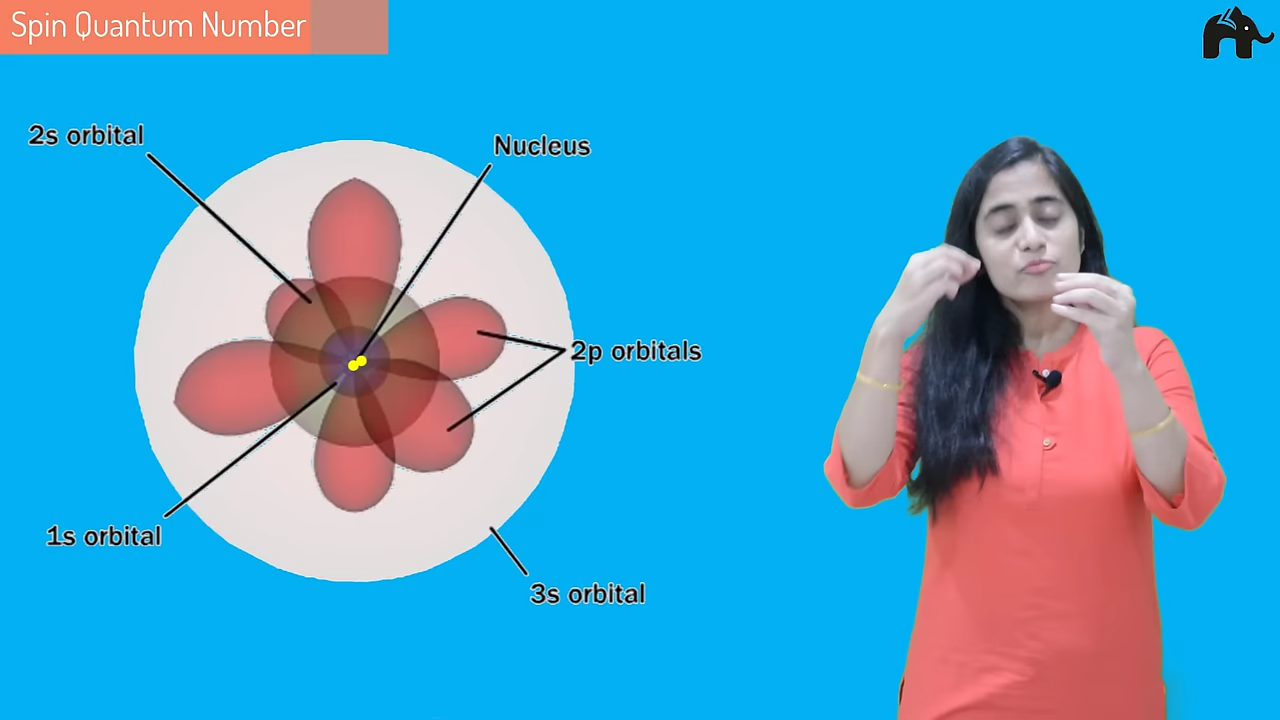 Spin Quantum Number
2s orbital
Nucleus
2p orbitals
1s orbital
3s orbital